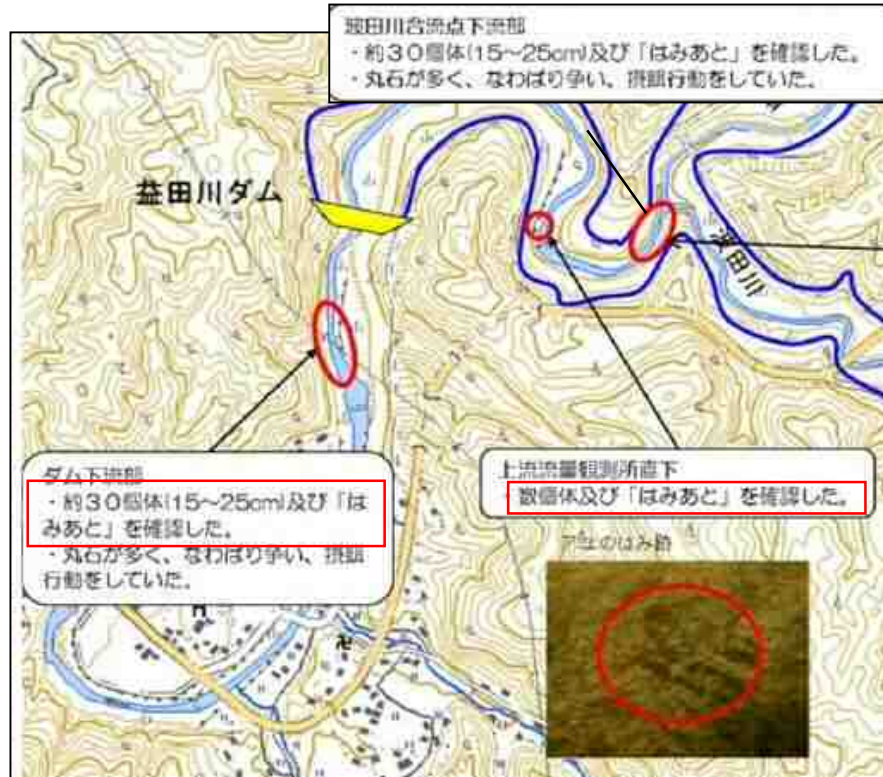 波田川合流点下流部
・約30個体(15~25cm)及び「はみあと」を確認した。
・丸石が多く、なわばり争い、摂餌行動をしていた。
益田川ダム
波田川
ダム下流部
・約30個体(15~25cm)及び「は
みあと」を確認した。
・丸石が多く、なわばり争い、摂餌
行動をしていた。
上流流量観測所直下
・数個体及び「はみあと」を確認した。
アユのはみ跡